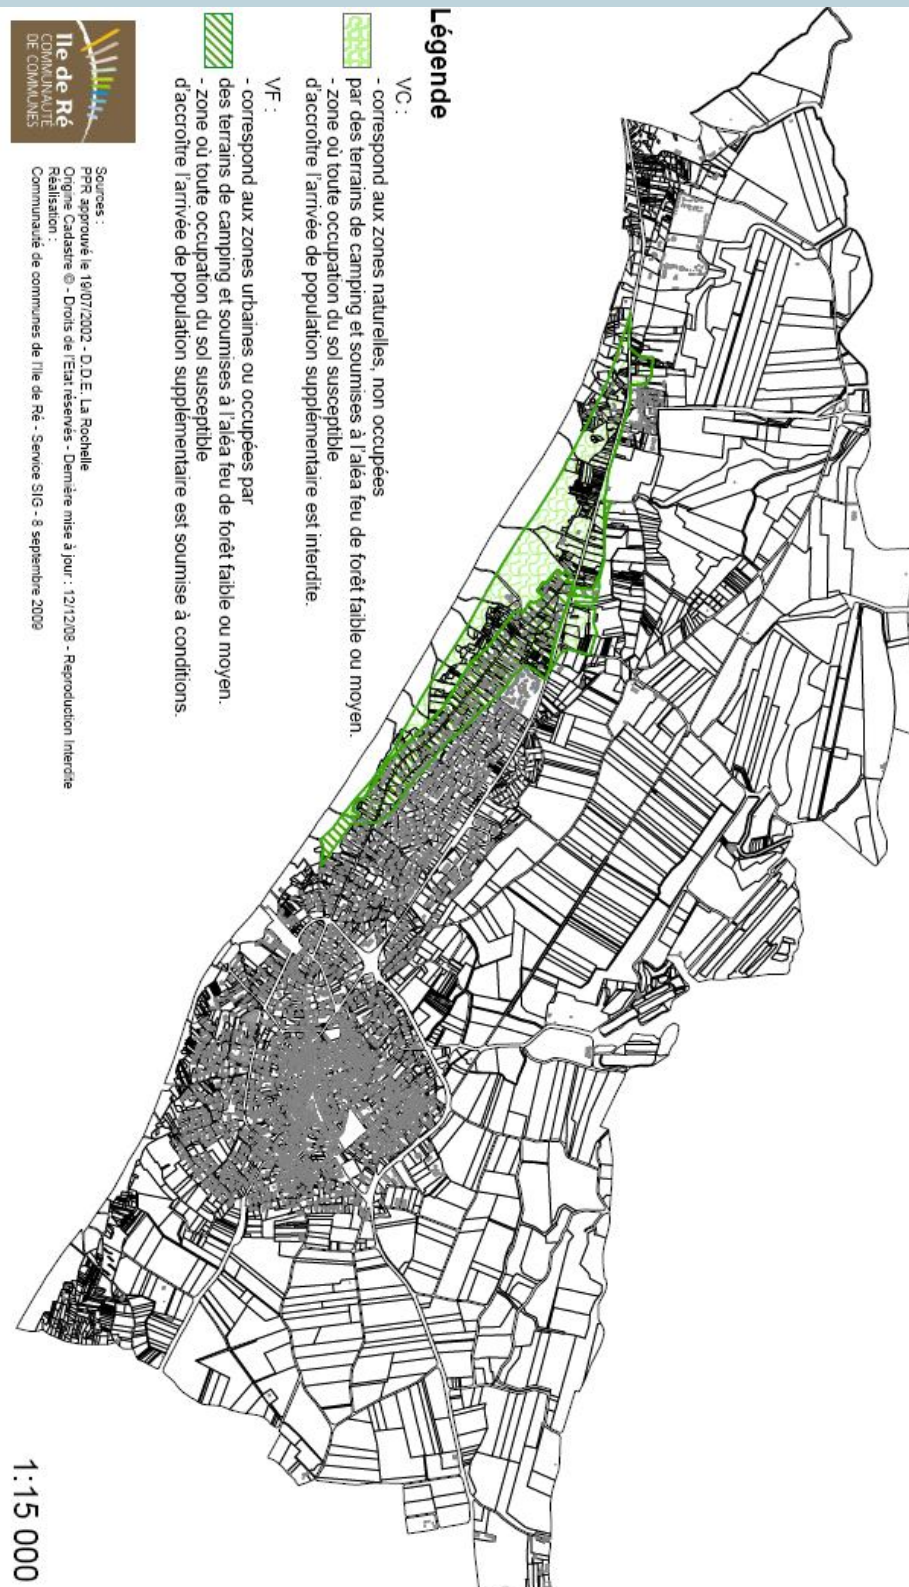 Légende
VC :
- correspond aux zones naturelles, non occupées
par des terrains de camping et soumises à l'aléa feu de forêt faible ou moyen.
- zone où toute occupation du sol susceptible
d'accroître l'arrivée de population supplémentaire est interdite.
VF :
- correspond aux zones urbaines ou occupées par
des terrains de camping et soumises à l'aléa feu de forêt faible ou moyen.
- zone où toute occupation du sol susceptible
d'accroître l'arrivée de population supplémentaire est soumise à conditions.
Ile de Ré
COMMUNAUTÉ
DE COMMUNES
Sources :
PPR approuvé le 19/07/2002 - D.D.E. La Rochelle
Origine Cadastre © - Droits de l'Etat réservés - Dernière mise à jour : 12/12/08 - Reproduction Interdite
Réalisation :
Communauté de communes de l'Ile de Ré - Service SIG - 8 septembre 2009
1:15 000